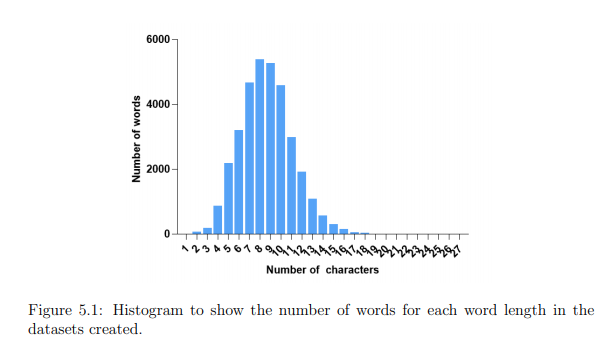 6000
4000
2000
0
Number of words
1 2 3 4 5 6 7 8 9 10 11 12 13 14 15 16 17 18 19 20 21 22 23 24 25 26 27
Number of characters
Figure 5.1: Histogram to show the number of words for each word length in the
datasets created.